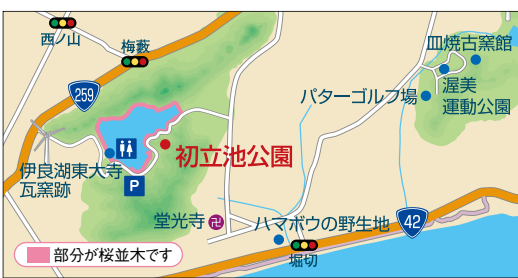 西ノ山
梅藪
259
皿焼古窯館
渥美
運動公園
パターゴルフ場
初立池公園
伊良湖東大寺
瓦窯跡
P
堂光寺
卍
ハマボウの野生地
42
堀切
部分が桜並木です